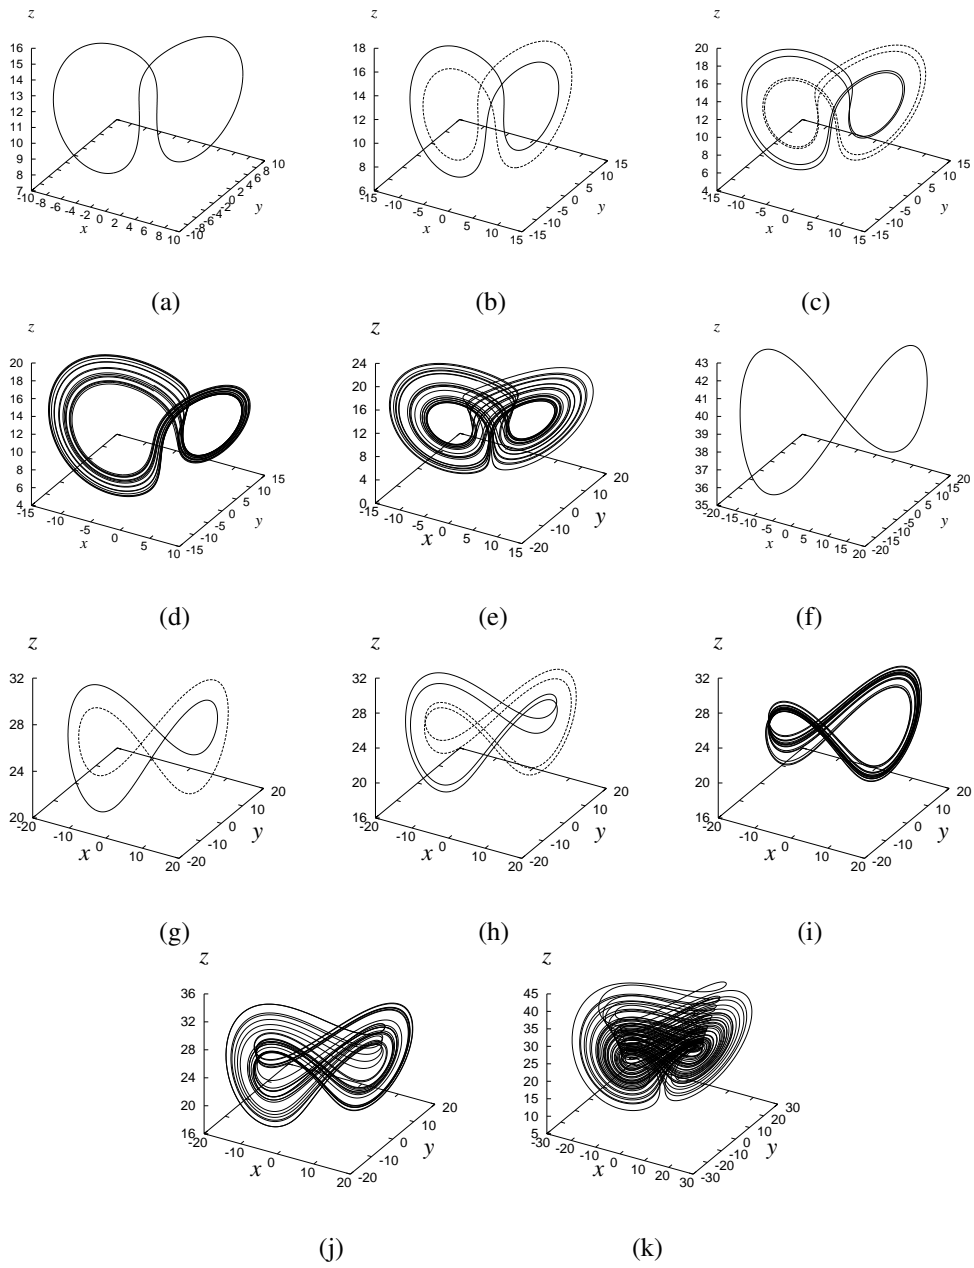 z z z
16 15 14 13 12 11 10 9 8 7
-10 -8 -6 -4 -2 0 2 4 6 8 10
x
-10 -8 -6 -4 -2 0 2 4 6 8 10
y
18 16 14 12 10 8 6
-15 -10 -5 0 5 10 15
x
-15 -10 -5 0 5 10 15
y
20 18 16 14 12 10 8 6 4
-15 -10 -5 0 5 10 15
x
-15 -10 -5 0 5 10 15
y
(a) (b) (c)
z z z
20 18 16 14 12 10 8 6 4
-15 -10 -5 0 5 10
x
-15 -10 -5 0 5 10 15
y
24 20 16 12 8 4 0
-15 -10 -5 0 5 10 15
x
-20 -10 0 10 20
y
43 42 41 40 39 38 37 36 35
-20 -15 -10 -5 0 5 10 15 20
x
-20 -15 -10 -5 0 5 10 15 20
y
(d) (e) (f)
z z z
32 28 24 20
-20 -10 0 10 20
x
-20 -10 0 10 20
y
32 28 24 20 16
-20 -10 0 10 20
x
-20 -10 0 10 20
y
32 28 24 20 16
-20 -10 0 10 20
x
-20 -10 0 10 20
y
(g) (h) (i)
z z
36 32 28 24 20 16
-20 -10 0 10 20
x
-20 -10 0 10 20
y
45 40 35 30 25 20 15 10 5
-30 -20 -10 0 10 20 30
x
-30 -20 -10 0 10 20 30
y
(j) (k)